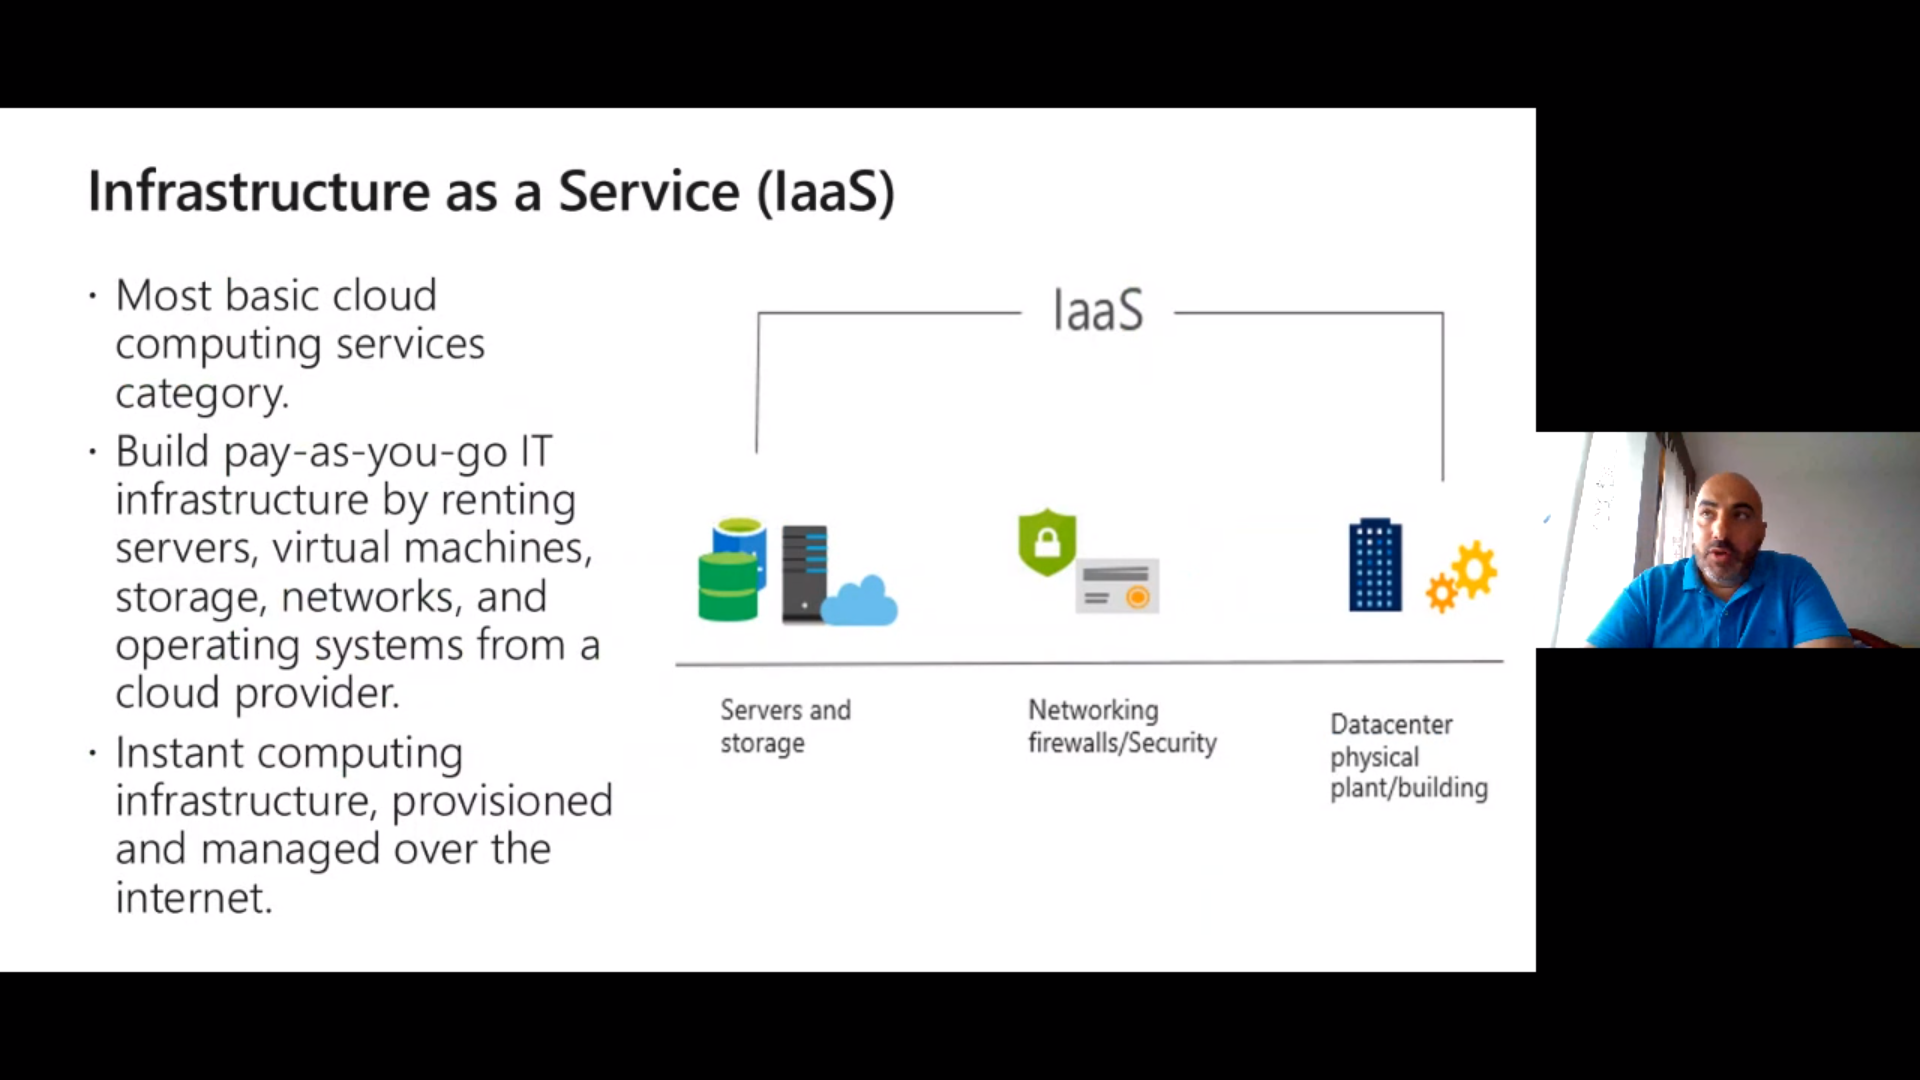 Infrastructure as a Service (IaaS)
· Most basic cloud
computing services
category.
· Build pay-as-you-go IT
infrastructure by renting
servers, virtual machines,
storage, networks, and
operating systems from a
cloud provider.
· Instant computing
infrastructure, provisioned
and managed over the
internet.
IaaS
Servers and
storage
Networking
firewalls/Security
Datacenter
physical
plant/building